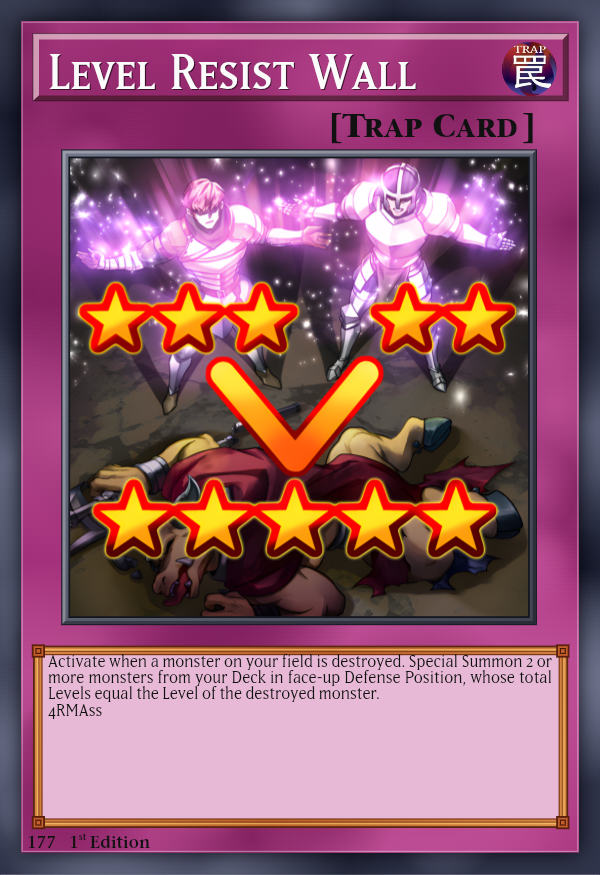 Level Resist Wall
TRAP
罠
[Trap Card]
Activate when a monster on your field is destroyed. Special Summon 2 or
more monsters from your Deck in face-up Defense Position, whose total
Levels equal the Level of the destroyed monster.
4RMAss
177 1st Edition